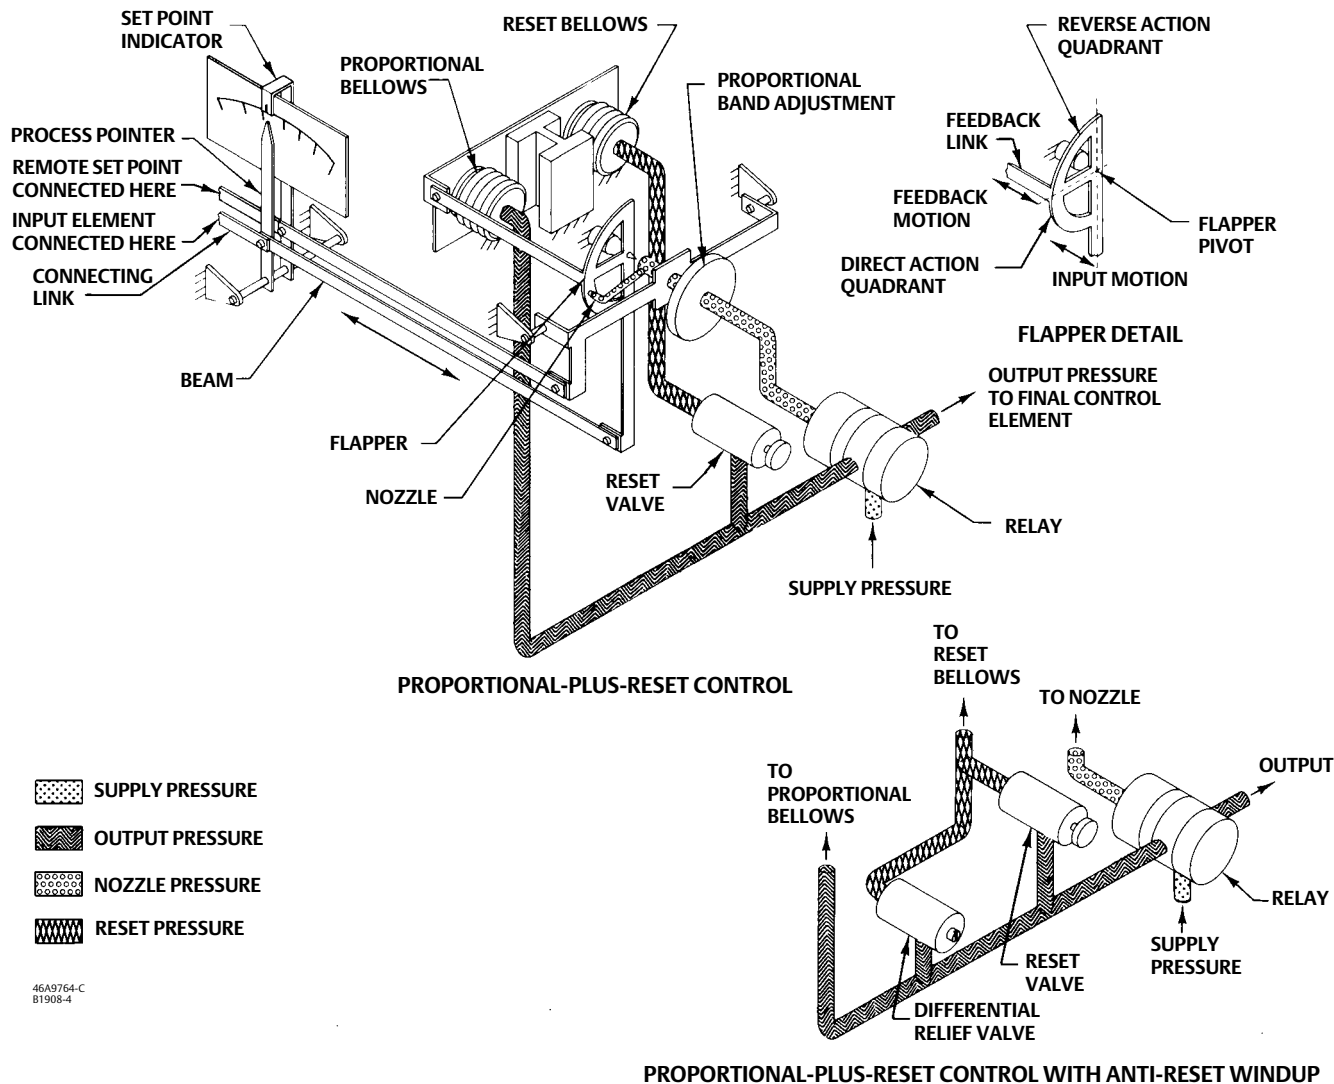 SET POINT
INDICATOR
RESET BELLOWS
PROPORTIONAL
BELLOWS
PROPORTIONAL
BAND ADJUSTMENT
REVERSE ACTION
QUADRANT
PROCESS POINTER
REMOTE SET POINT
CONNECTED HERE
INPUT ELEMENT
CONNECTED HERE
CONNECTING
LINK
BEAM
FLAPPER
NOZZLE
FEEDBACK
LINK
FEEDBACK
MOTION
FLAPPER
PIVOT
DIRECT ACTION
QUADRANT
INPUT MOTION
FLAPPER DETAIL
OUTPUT PRESSURE
TO FINAL CONTROL
ELEMENT
RESET
VALVE
RELAY
SUPPLY PRESSURE
PROPORTIONAL-PLUS-RESET CONTROL
SUPPLY PRESSURE
OUTPUT PRESSURE
NOZZLE PRESSURE
RESET PRESSURE
46A9764-C
B1908-4
TO
RESET
BELLOWS
TO NOZZLE
TO
PROPORTIONAL
BELLOWS
OUTPUT
RELAY
SUPPLY
PRESSURE
RESET
VALVE
DIFFERENTIAL
RELIEF VALVE
PROPORTIONAL-PLUS-RESET CONTROL WITH ANTI-RESET WINDUP